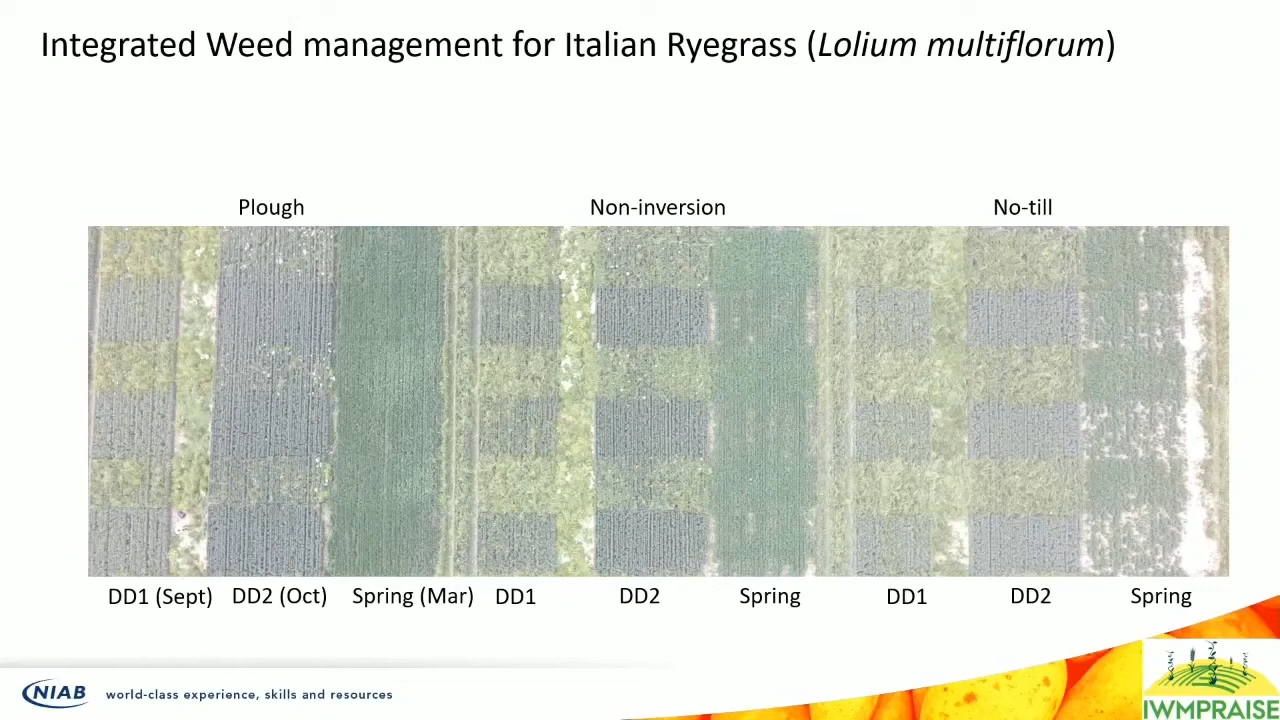 Integrated Weed management for Italian Ryegrass (Lolium multiflorum)
Plough Non-inversion No-till
DD1 (Sept) DD2 (Oct) Spring (Mar) DD1 DD2 Spring DD1 DD2 Spring
NIAB world-class experience, skills and resources
IWMPRAISE